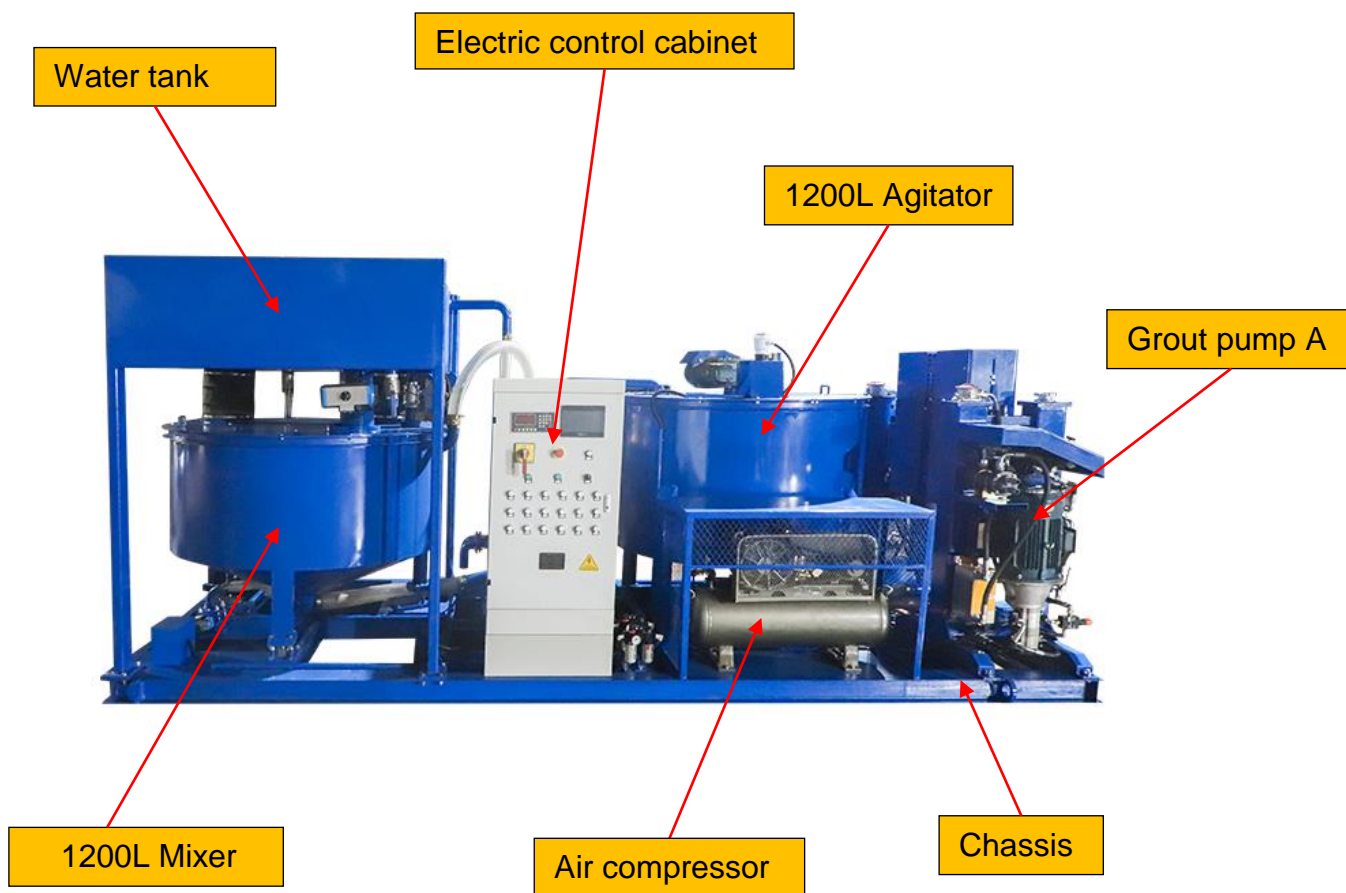 Electric control cabinet
Water tank
1200L Agitator
Grout pump A
1200L Mixer
Air compressor
Chassis